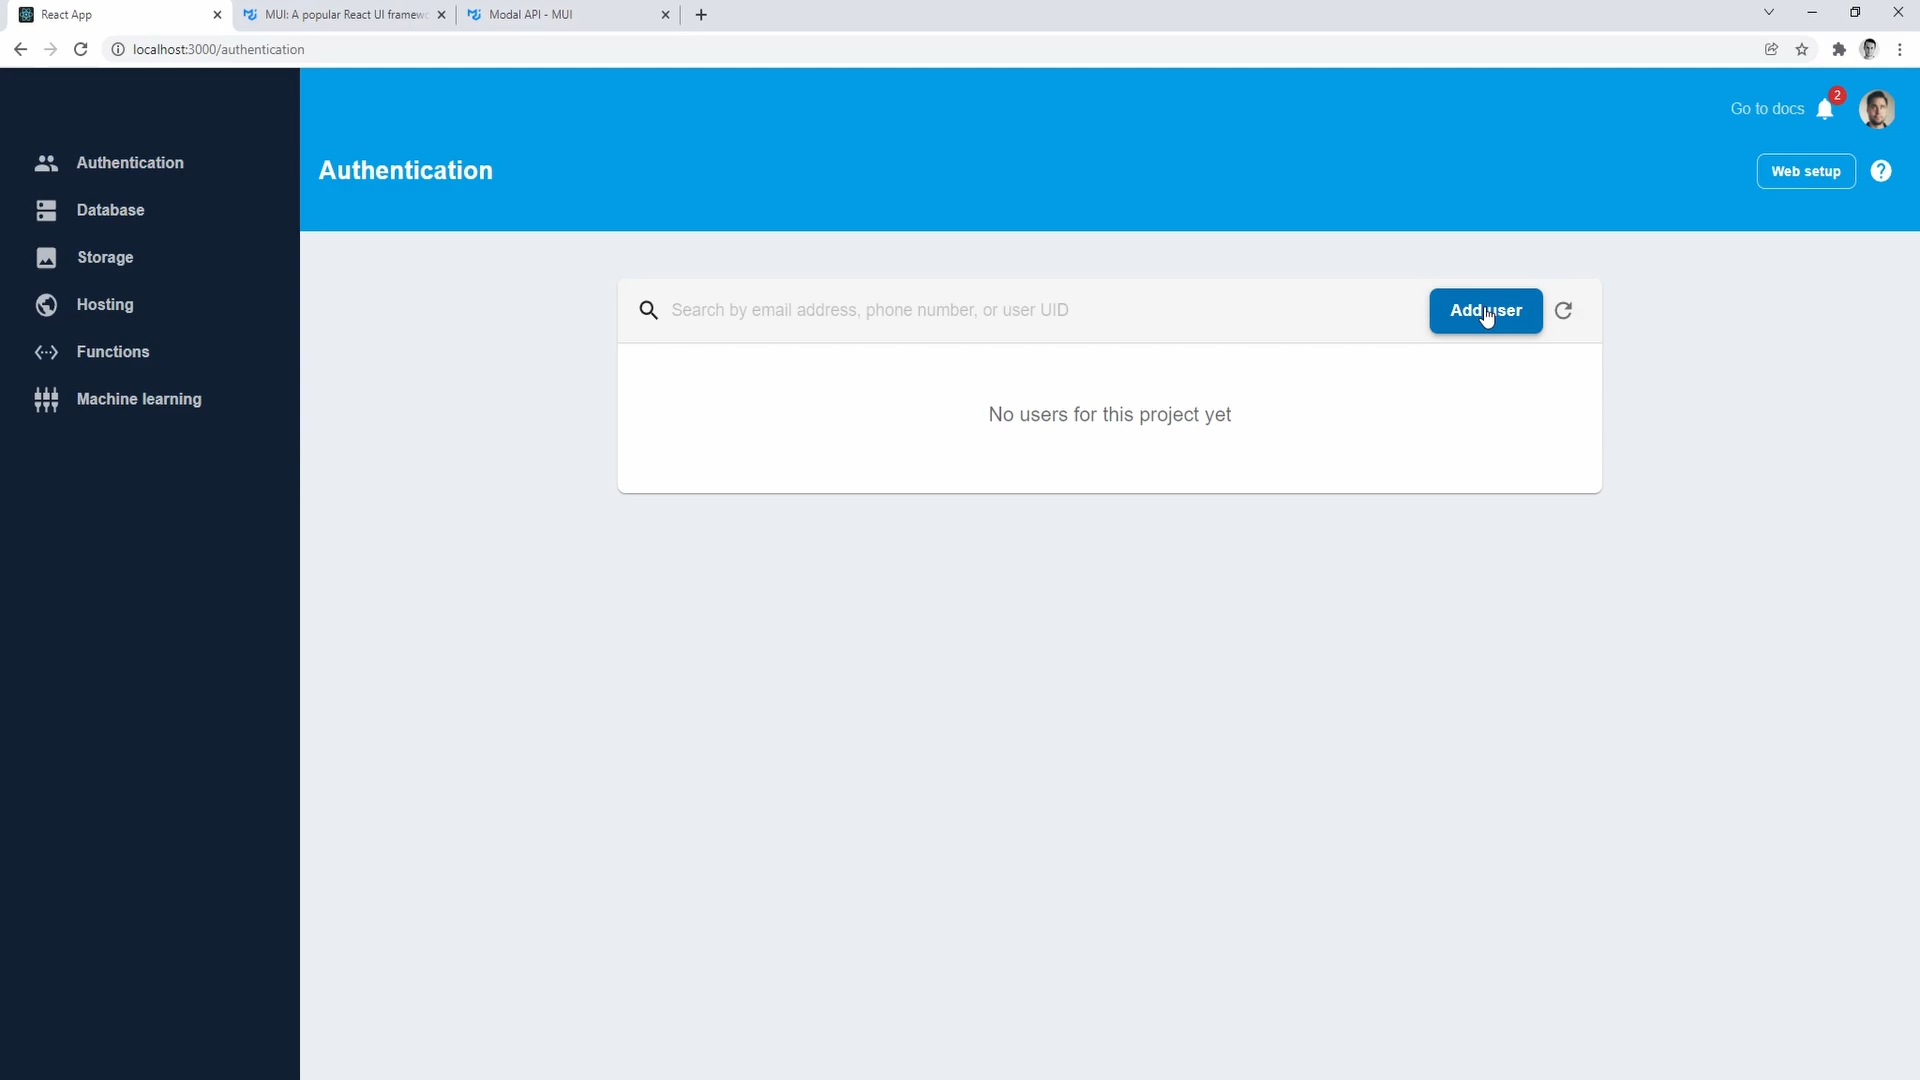 React App
MUI: A popular React UI framew
Modal API - MUI
localhost:3000/authentication
Go to docs
2
Authentication
Web setup
Authentication
Database
Storage
Hosting
Functions
Machine learning
Search by email address, phone number, or user UID
Add user
No users for this project yet